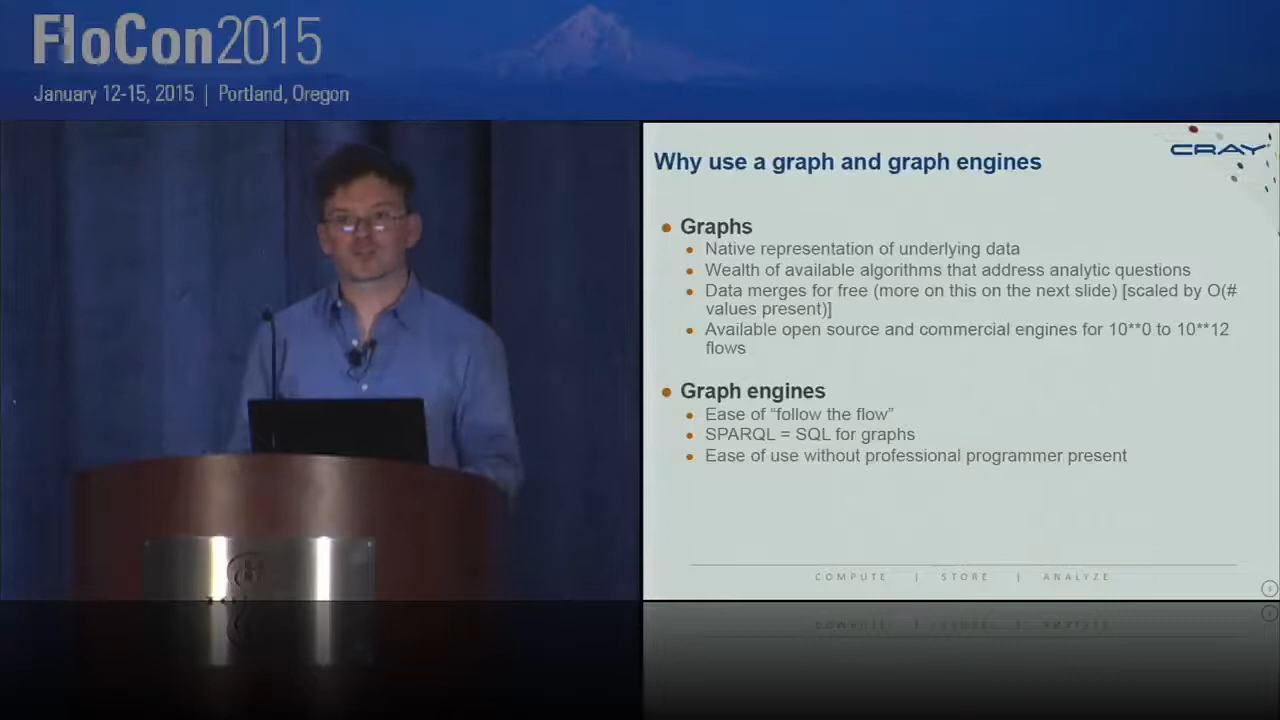 FloCon2015
January 12-15, 2015 | Portland, Oregon
CRAY
Why use a graph and graph engines
Graphs
Native representation of underlying data
Wealth of available algorithms that address analytic questions
Data merges for free (more on this on the next slide) [scaled by O(#
values present)]
Available open source and commercial engines for 10**0 to 10**12
flows
Graph engines
Ease of “follow the flow”
SPARQL = SQL for graphs
Ease of use without professional programmer present
COMPUTE | STORE | ANALYZE